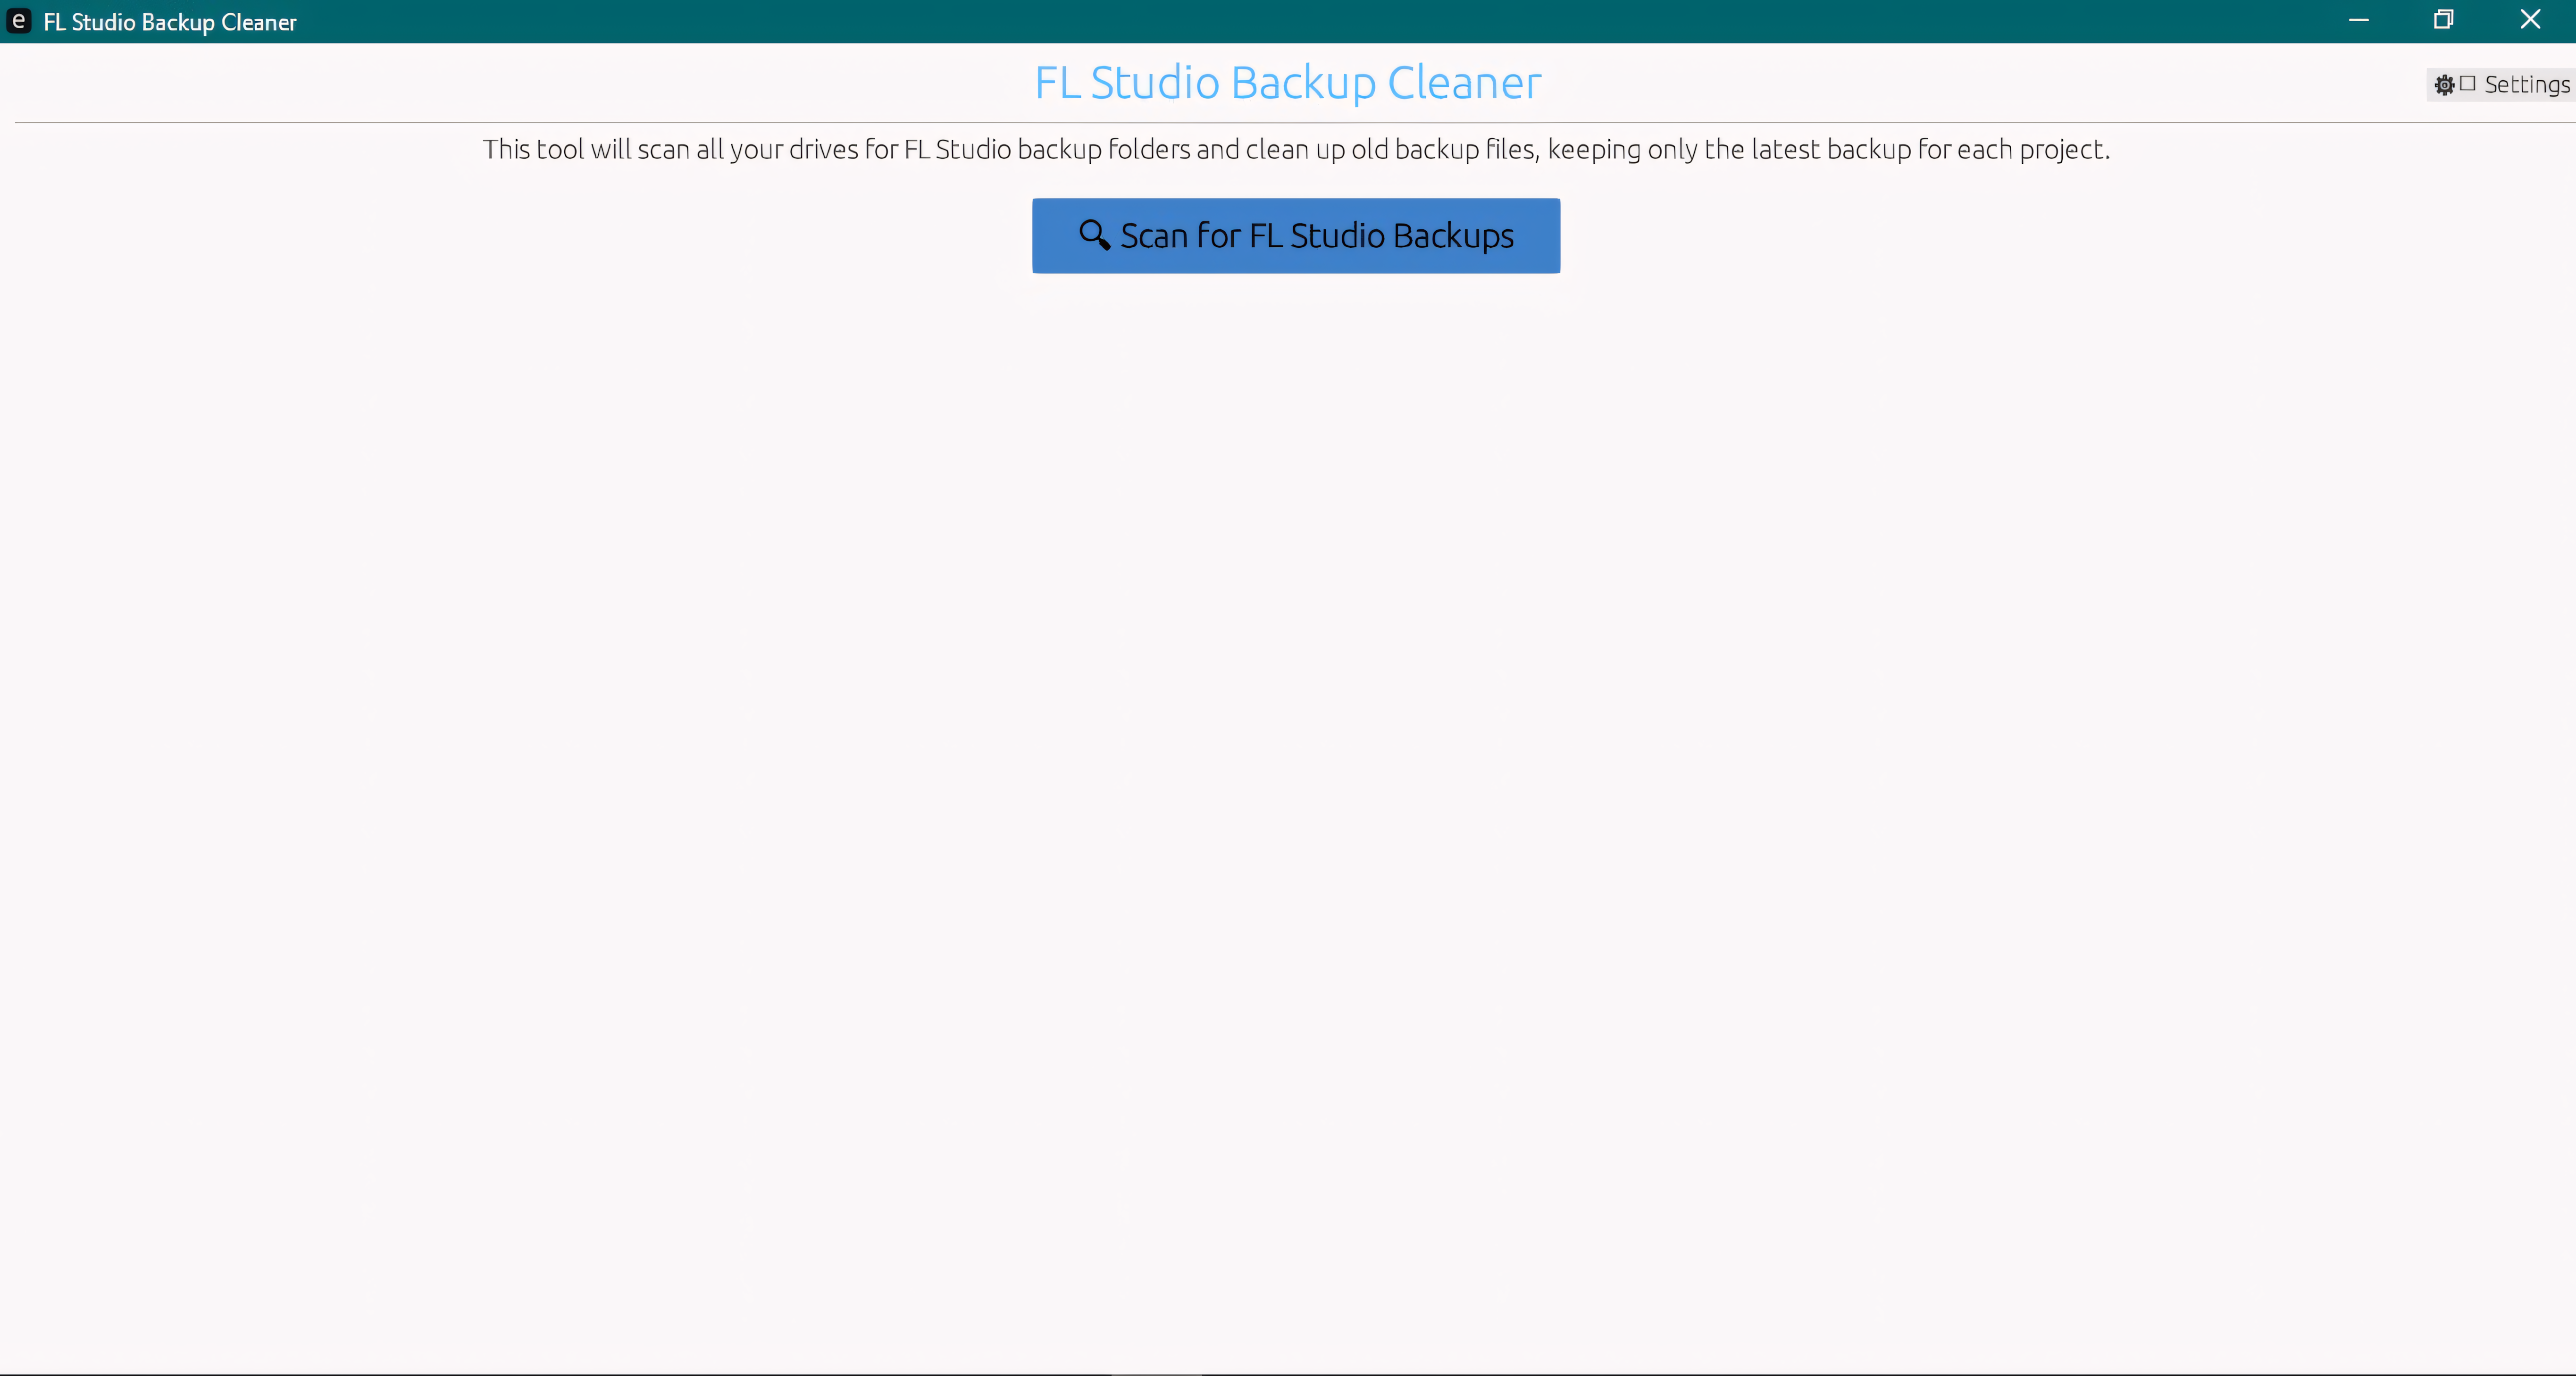 FL Studio Backup Cleaner
FL Studio Backup Cleaner
Settings
This tool will scan all your drives for FL Studio backup folders and clean up old backup files, keeping only the latest backup for each project.
Scan for FL Studio Backups